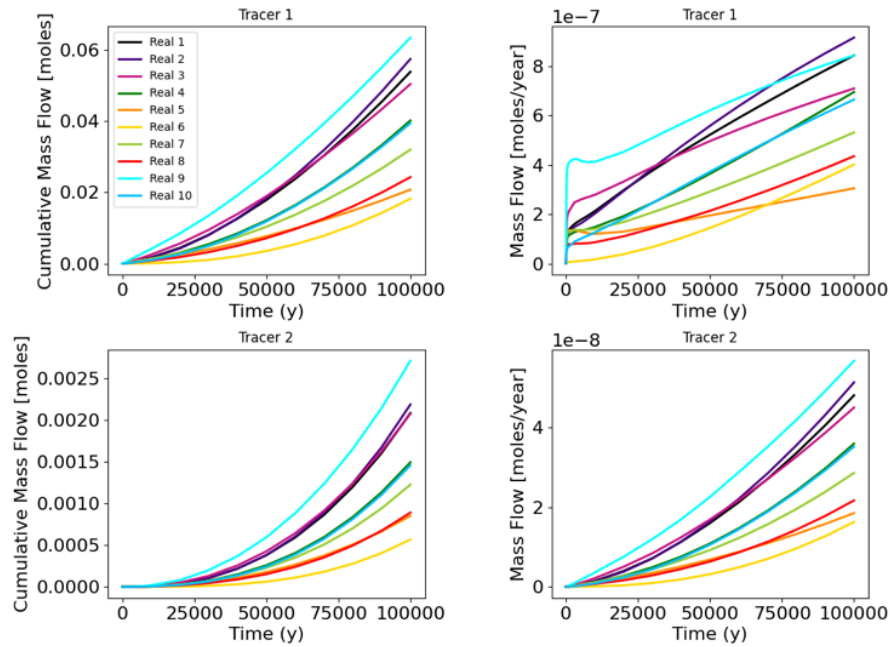 Tracer 1
Cumulative Mass Flow [moles]
0.06
0.04
0.02
0.00
Real 1
Real 2
Real 3
Real 4
Real 5
Real 6
Real 7
Real 8
Real 9
Real 10
0 25000 50000 75000 100000
Time (y)
Tracer 1
1e−7
Mass Flow [moles/year]
8
6
4
2
0
0 25000 50000 75000 100000
Time (y)
Tracer 2
Cumulative Mass Flow [moles]
0.0025
0.0020
0.0015
0.0010
0.0005
0.0000
0 25000 50000 75000 100000
Time (y)
Tracer 2
1e−8
Mass Flow [moles/year]
4
2
0
0 25000 50000 75000 100000
Time (y)